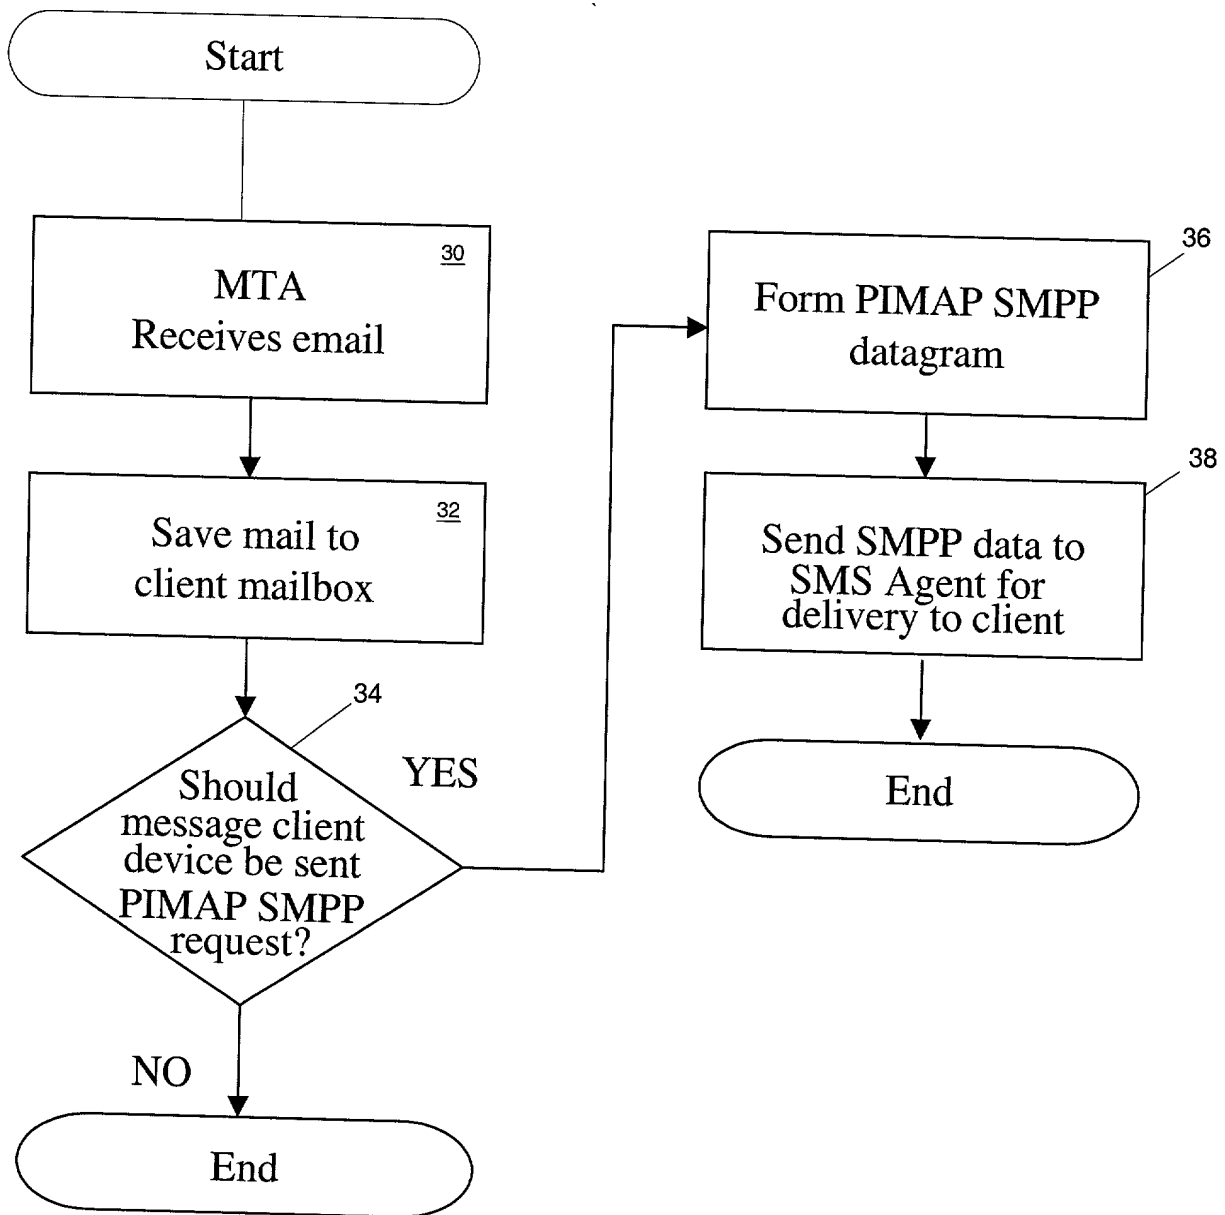 Start
30
MTA
Receives email
32
Save mail to
client mailbox
34
Should
message client
device be sent
PIMAP SMPP
request?
YES
NO
End
36
Form PIMAP SMPP
datagram
38
Send SMPP data to
SMS Agent for
delivery to client
End